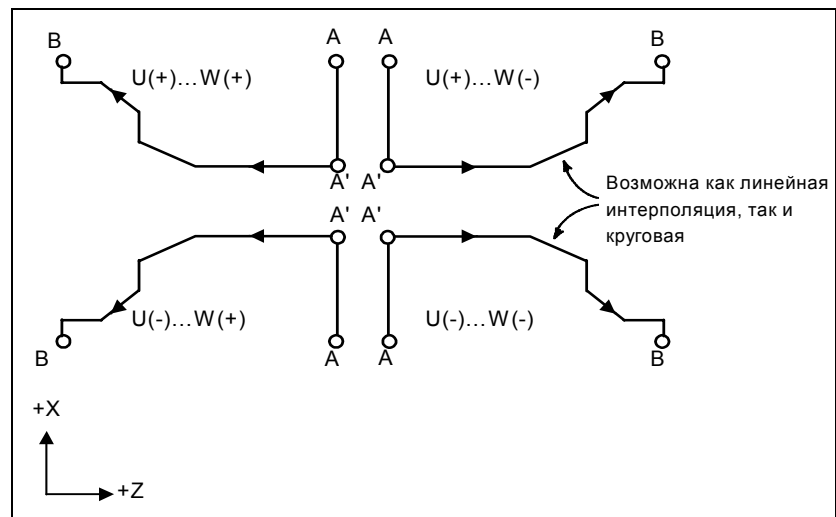 B A A B
U(+)...W(+) U(+)...W(-)
A' A'
Возможна как линейная
интерполяция, так и
круговая
A' A'
U(-)...W(+) U(-)...W(-)
B A A B
+X
+Z